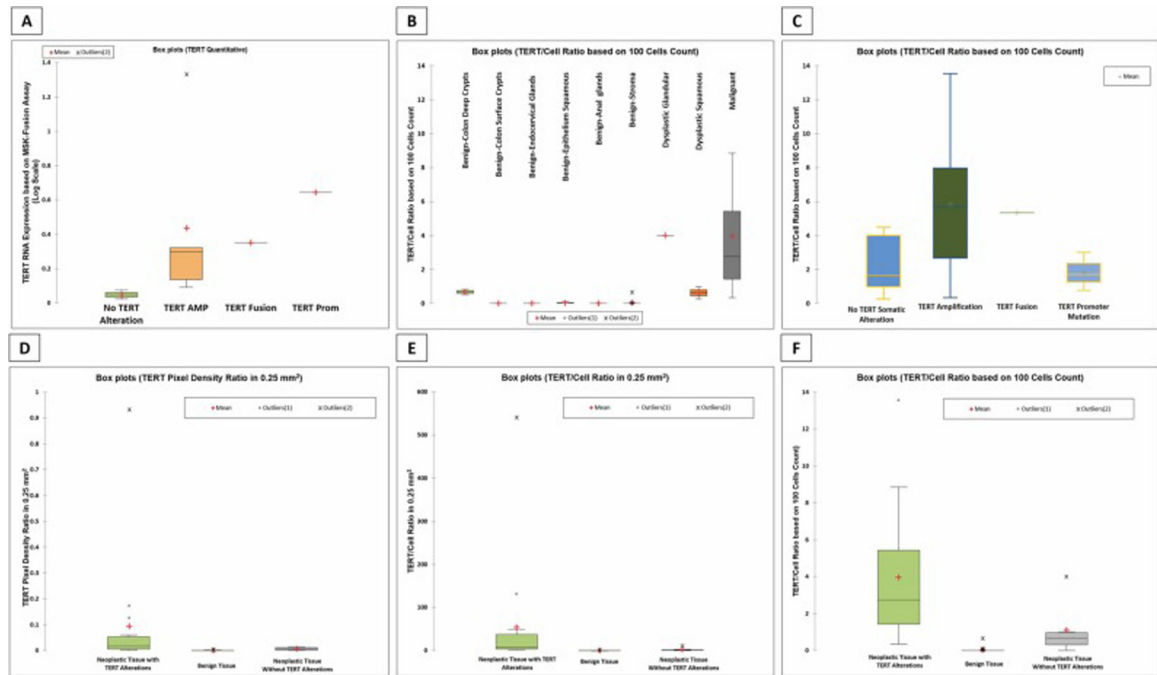 A
Box plots (TERT Quantitative)
+ Mean x Outliers(2)
TERT RNA Expression based on MSK-Fusion Assay
(Log Scale)
1.4
1.2
1
0.8
0.6
0.4
0.2
0
No TERT
Alteration
TERT AMP
TERT Fusion
TERT Prom
B
Box plots (TERT/Cell Ratio based on 100 Cells Count)
TERT/Cell Ratio based on 100 Cells Count
14
12
10
8
6
4
2
0
Benign-Colon Deep Crypts
Benign-Colon Surface Crypts
Benign-Endocervical Glands
Benign-Epithelium Squamous
Benign-Anal glands
Benign-Stroma
Dysplastic Glandular
Dysplastic Squamous
Malignant
+ Mean • Outliers(1) x Outliers(2)
C
Box plots (TERT/Cell Ratio based on 100 Cells Count)
Mean
TERT/Cell Ratio based on 100 Cells Count
14
12
10
8
6
4
2
0
No TERT Somatic
Alteration
TERT Amplification
TERT Fusion
TERT Promoter
Mutation
D
Box plots (TERT Pixel Density Ratio in 0.25 mm²)
+ Mean • Outliers(1) x Outliers(2)
TERT Pixel Density Ratio in 0.25 mm²
1
0.9
0.8
0.7
0.6
0.5
0.4
0.3
0.2
0.1
0
Neoplastic Tissue with
TERT Alterations
Benign Tissue
Neoplastic Tissue
Without TERT Alterations
E
Box plots (TERT/Cell Ratio in 0.25 mm²)
+ Mean • Outliers(1) x Outliers(2)
TERT/Cell Ratio in 0.25 mm²
600
500
400
300
200
100
0
Neoplastic Tissue with TERT
Alterations
Benign Tissue
Neoplastic Tissue
Without TERT Alterations
F
Box plots (TERT/Cell Ratio based on 100 Cells Count)
+ Mean • Outliers(1) x Outliers(2)
TERT/Cell Ratio based on 100 Cells Count
14
12
10
8
6
4
2
0
Neoplastic Tissue with
TERT Alterations
Benign Tissue
Neoplastic Tissue
Without TERT Alterations